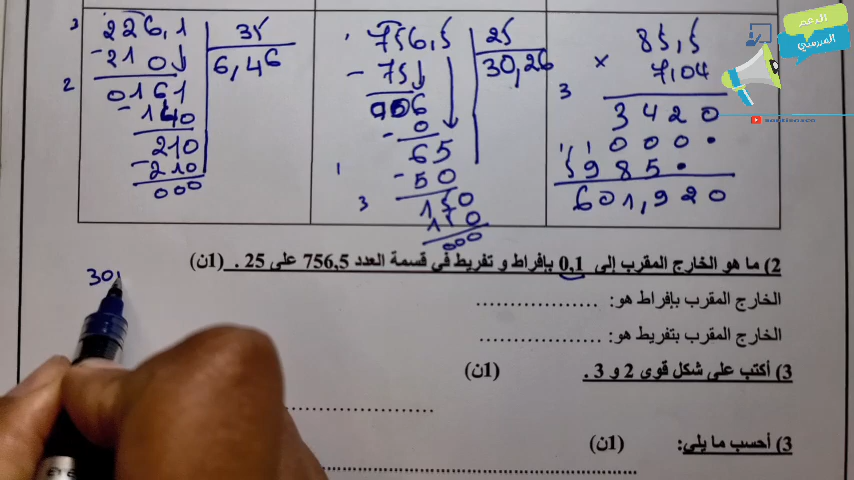 226,1 35
- 210 6,46
0161
- 140
210
- 210
000
756,5 25
- 75 30,26
006
- 0
65
- 50
150
150
000
85,5
× 7,04
3420
0000.
5985.
601,920
2) ما هو الخارج المقرب إلى 0,1 بإفراط و تفريط في قسمة العدد 756,5 على 25 . (1ن)
30,
الخارج المقرب بإفراط هو: ..................
الخارج المقرب بتفريط هو: ..................
3) أكتب على شكل قوى 2 و 3 . (1ن)
3) أحسب ما يلي: (1ن)
الدعم
المدرسي